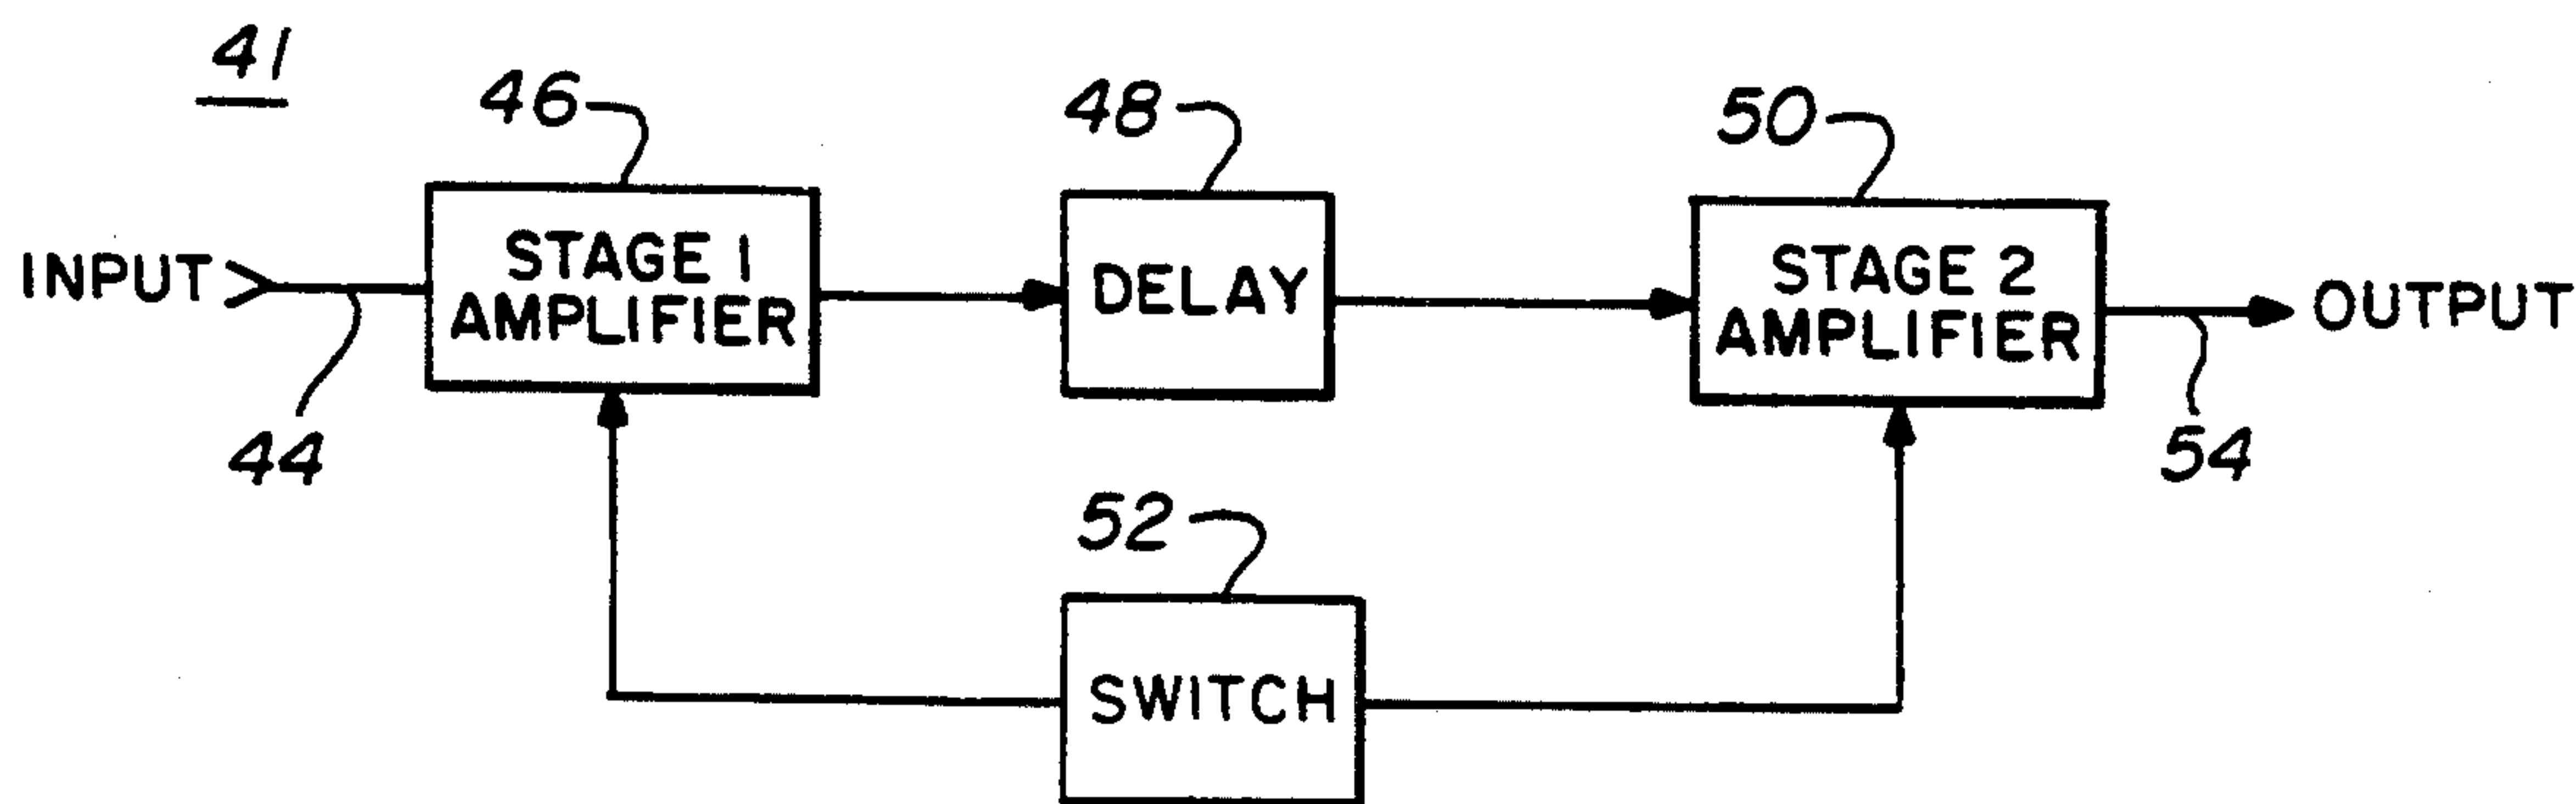 41
46
48
50
INPUT
STAGE 1
AMPLIFIER
DELAY
STAGE 2
AMPLIFIER
OUTPUT
44
54
52
SWITCH